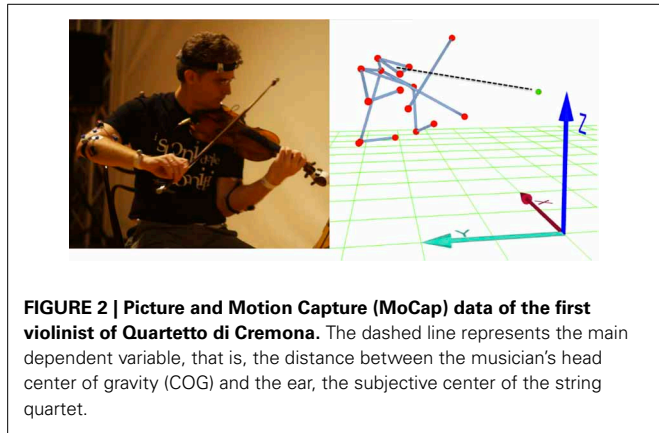 Z
X
Y
FIGURE 2 | Picture and Motion Capture (MoCap) data of the first
violinist of Quartetto di Cremona. The dashed line represents the main
dependent variable, that is, the distance between the musician's head
center of gravity (COG) and the ear, the subjective center of the string
quartet.